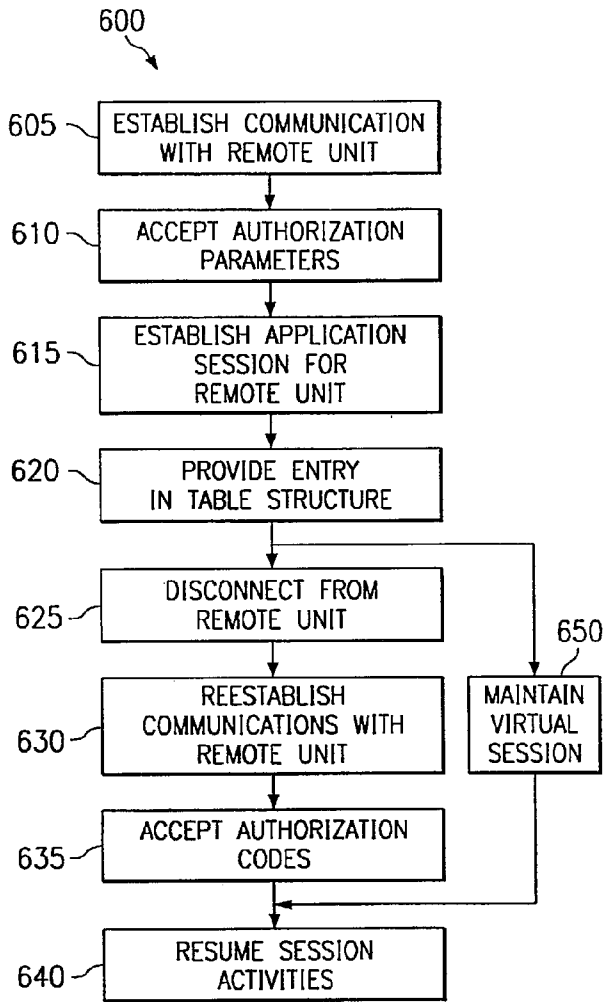 600
605
ESTABLISH COMMUNICATION
WITH REMOTE UNIT
610
ACCEPT AUTHORIZATION
PARAMETERS
615
ESTABLISH APPLICATION
SESSION FOR
REMOTE UNIT
620
PROVIDE ENTRY
IN TABLE STRUCTURE
625
DISCONNECT FROM
REMOTE UNIT
650
MAINTAIN
VIRTUAL
SESSION
630
REESTABLISH
COMMUNICATIONS WITH
REMOTE UNIT
635
ACCEPT AUTHORIZATION
CODES
640
RESUME SESSION
ACTIVITIES